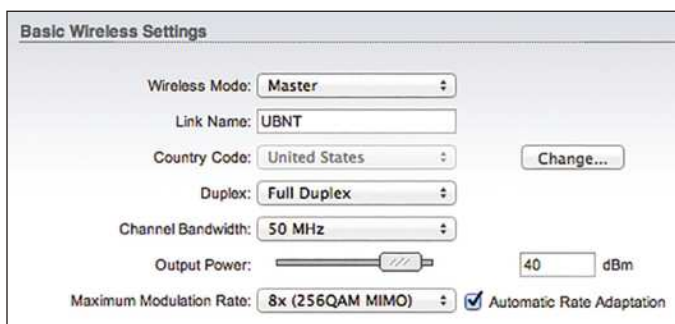 Basic Wireless Settings
Wireless Mode: Master
Link Name: UBNT
Country Code: United States Change...
Duplex: Full Duplex
Channel Bandwidth: 50 MHz
Output Power: 40 dBm
Maximum Modulation Rate: 8x (256QAM MIMO) Automatic Rate Adaptation